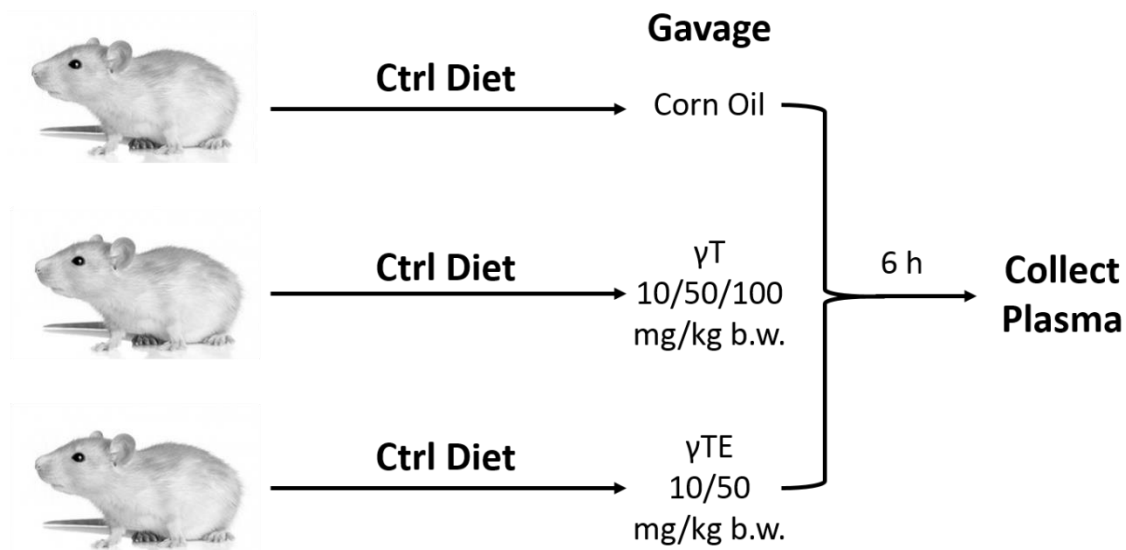 Gavage
Ctrl Diet
Corn Oil
Ctrl Diet
γT
10/50/100
mg/kg b.w.
6 h
Collect
Plasma
Ctrl Diet
γTE
10/50
mg/kg b.w.